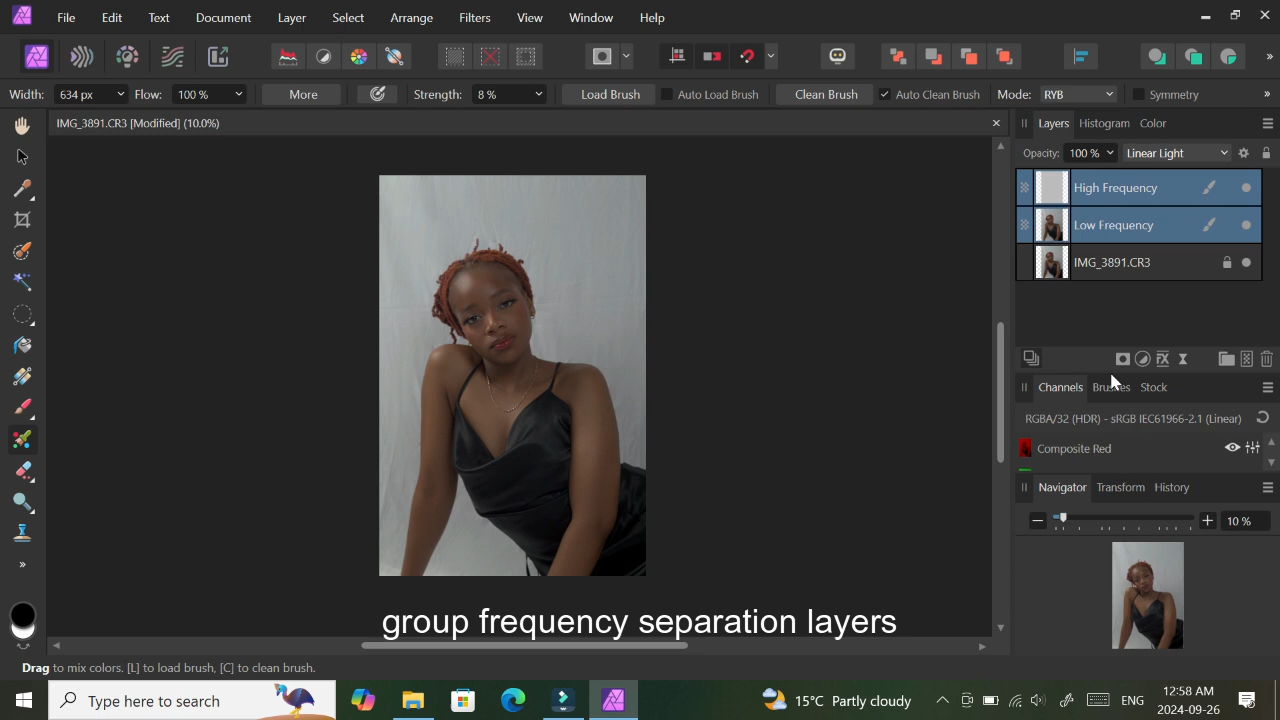 File Edit Text Document Layer Select Arrange Filters View Window Help
Width: 634 px Flow: 100 % More Strength: 8 % Load Brush Auto Load Brush Clean Brush Auto Clean Brush Mode: RYB Symmetry
IMG_3891.CR3 [Modified] (10.0%)
Layers Histogram Color
Opacity: 100 % Linear Light
High Frequency
Low Frequency
IMG_3891.CR3
Channels Brushes Stock
RGBA/32 (HDR) - sRGB IEC61966-2.1 (Linear)
Composite Red
Navigator Transform History
10 %
group frequency separation layers
Drag to mix colors. [L] to load brush, [C] to clean brush.
Type here to search
15°C Partly cloudy
ENG
12:58 AM
2024-09-26